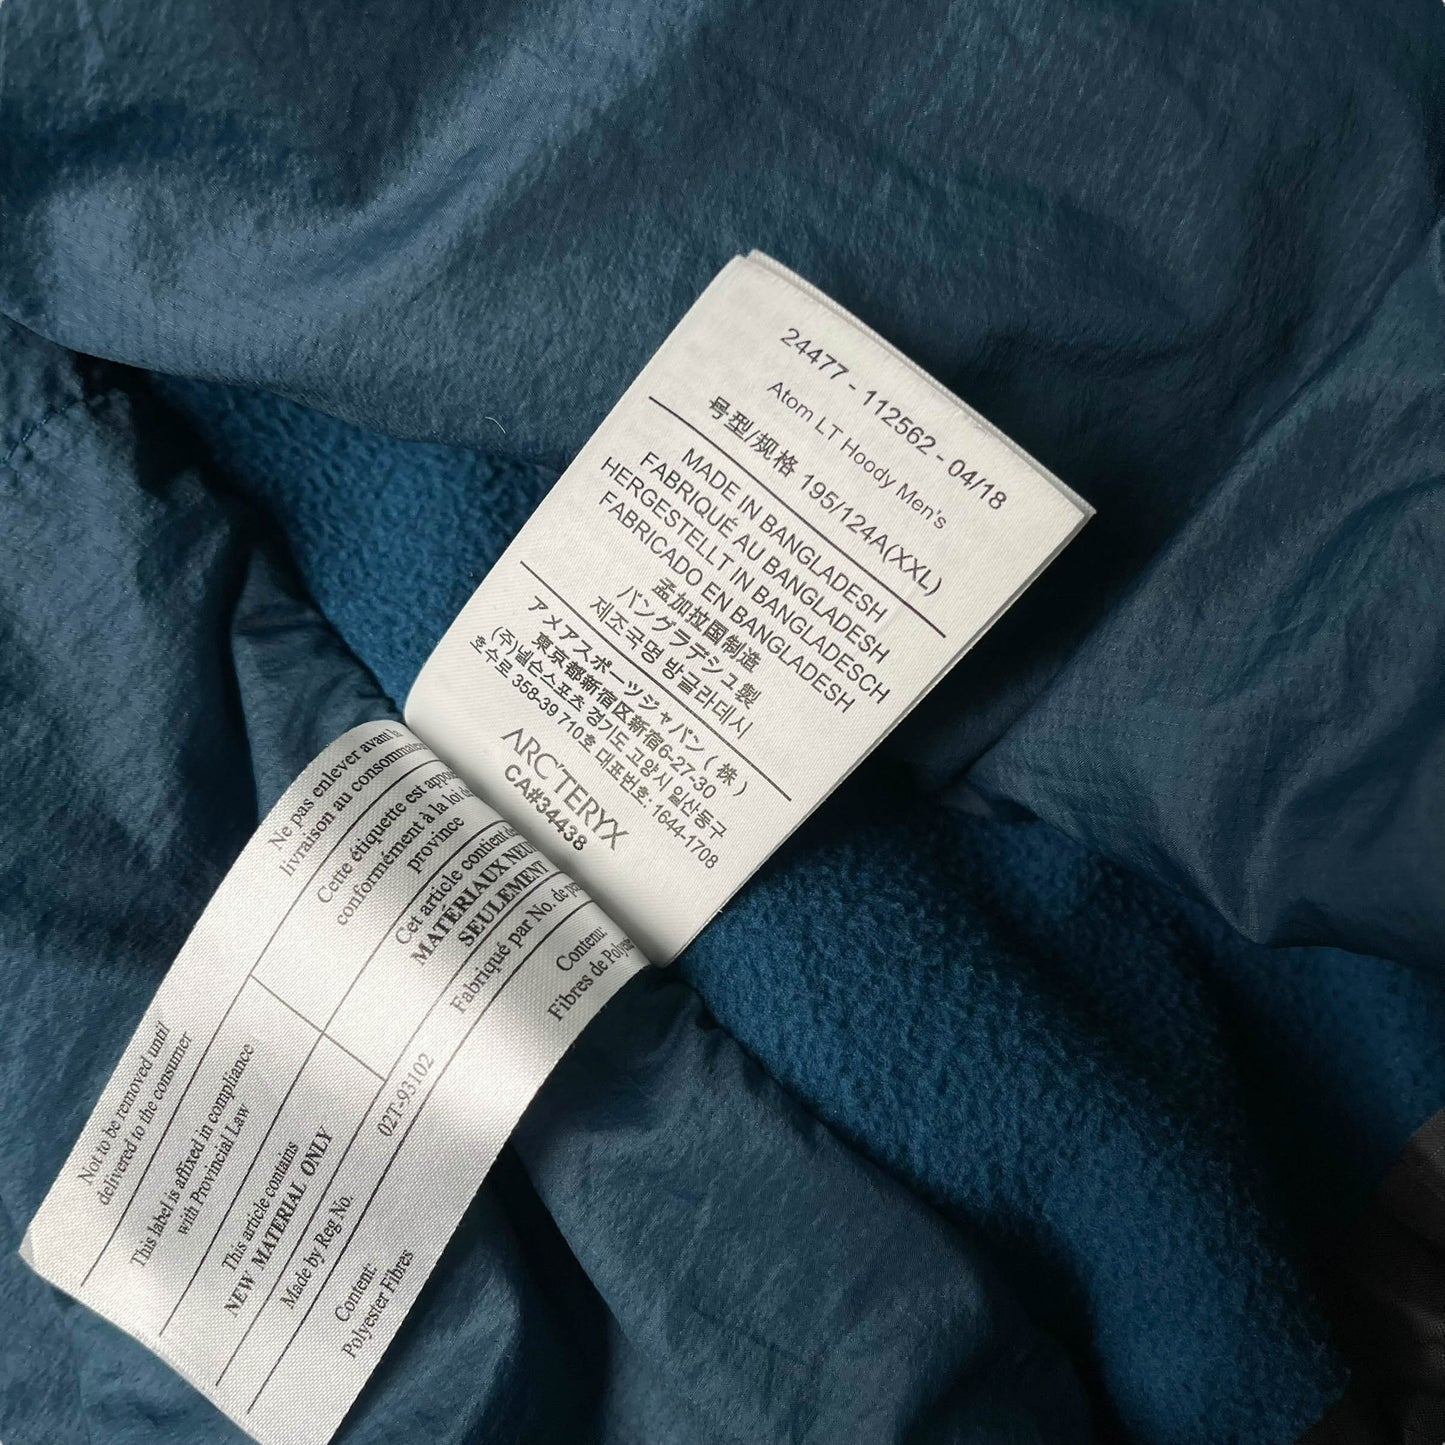 24477 - 112562 - 04/18
Atom LT Hoody Men's
号型/规格 195/124A(XXL)
MADE IN BANGLADESH
FABRIQUÉ AU BANGLADESH
HERGESTELLT IN BANGLADESCH
FABRICADO EN BANGLADESH
孟加拉国制造
バングラデシュ製
제조국명 방글라데시
アメアスポーツジャパン(株)
東京都新宿区新宿6-27-30
(주)넬슨스포츠 경기도 고양시 일산동구
호수로 358-39 710호 대표번호: 1644-1708
ARC'TERYX
CA#34438
Ne pas enlever avant la
livraison au consommateur
Cette étiquette est apposée
conformément à la loi de la
province
Cet article contient des
MATÉRIAUX NEUFS
SEULEMENT
Fabriqué par No. de
Contenu:
Fibres de
Not to be removed until
delivered to the consumer
This label is affixed in compliance
with Provincial Law
This article contains
NEW MATERIAL ONLY
Made by Reg No.
02T-93102
Content:
Polyester Fibres